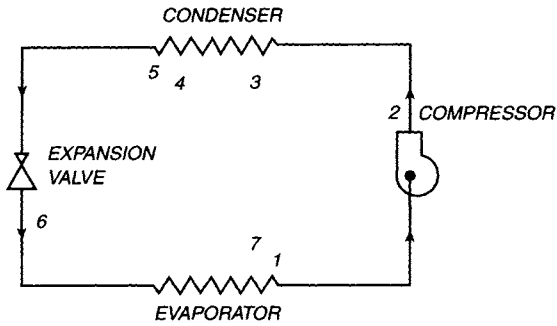 CONDENSER
5 4 3
2 COMPRESSOR
EXPANSION
VALVE
6
7
1
EVAPORATOR